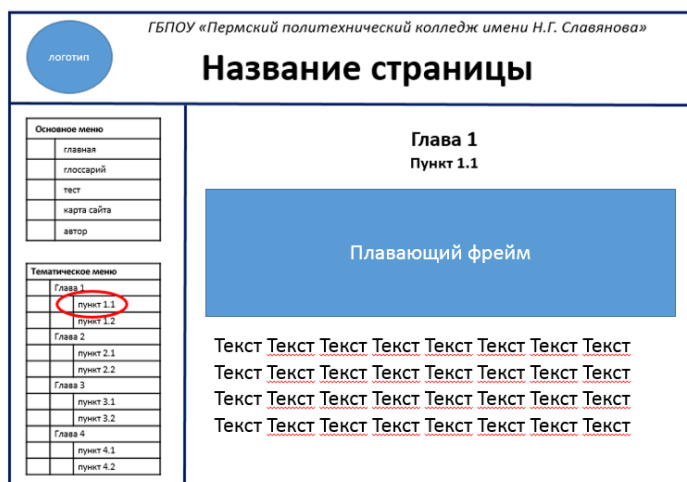 ГБПОУ «Пермский политехнический колледж имени Н.Г. Славянова»
логотип
Название страницы
Основное меню
главная
глоссарий
тест
карта сайта
автор
Тематическое меню
Глава 1
пункт 1.1
пункт 1.2
Глава 2
пункт 2.1
пункт 2.2
Глава 3
пункт 3.1
пункт 3.2
Глава 4
пункт 4.1
пункт 4.2
Глава 1
Пункт 1.1
Плавающий фрейм
Текст Текст Текст Текст Текст Текст Текст Текст
Текст Текст Текст Текст Текст Текст Текст Текст
Текст Текст Текст Текст Текст Текст Текст Текст
Текст Текст Текст Текст Текст Текст Текст Текст